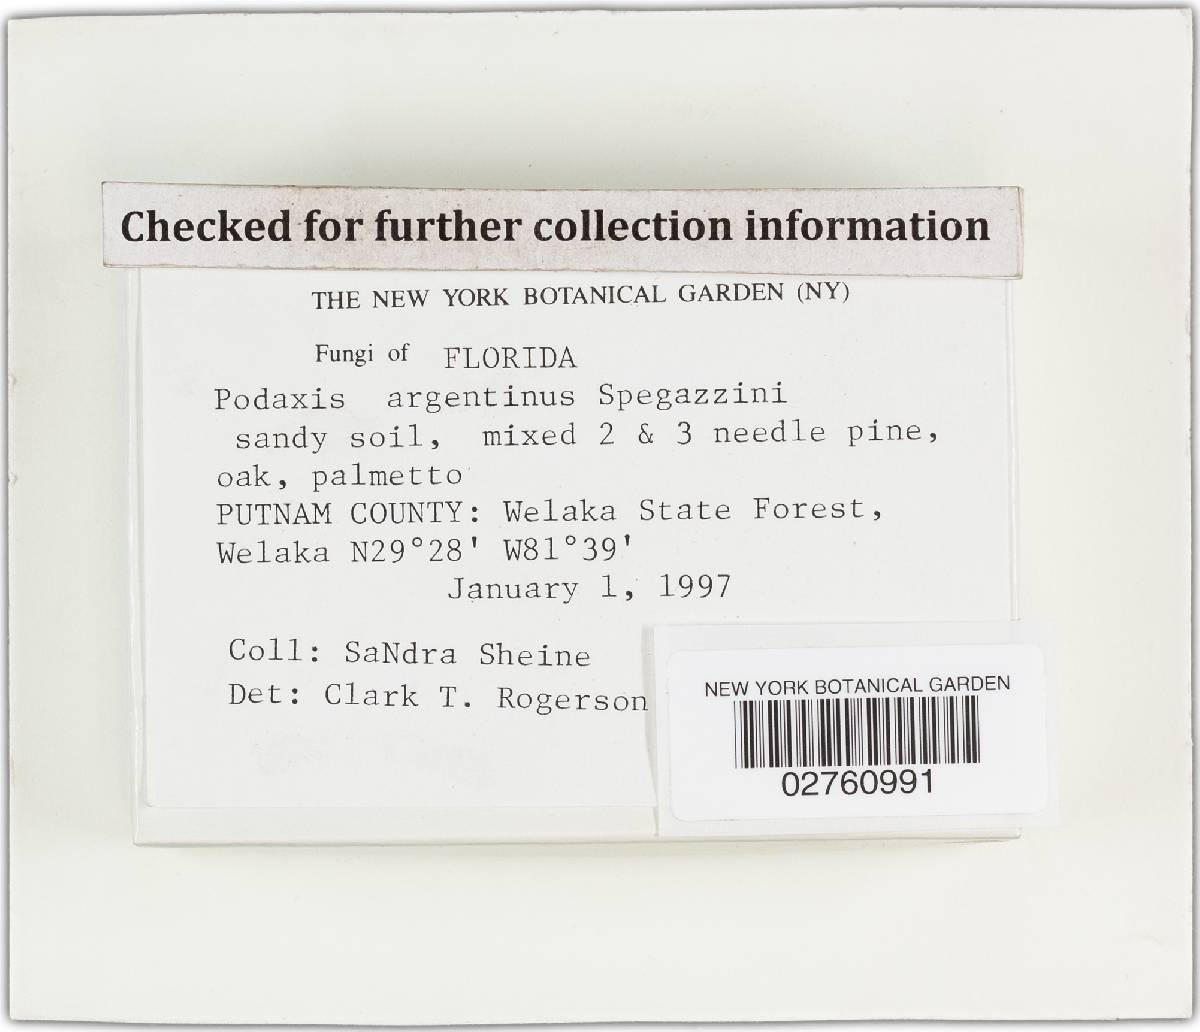 Checked for further collection information
THE NEW YORK BOTANICAL GARDEN (NY)
Fungi of FLORIDA
Podaxis argentinus Spegazzini
sandy soil, mixed 2 & 3 needle pine,
oak, palmetto
PUTNAM COUNTY: Welaka State Forest,
Welaka N29°28' W81°39'
January 1, 1997
Coll: SaNdra Sheine
Det: Clark T. Rogerson
NEW YORK BOTANICAL GARDEN
02760991